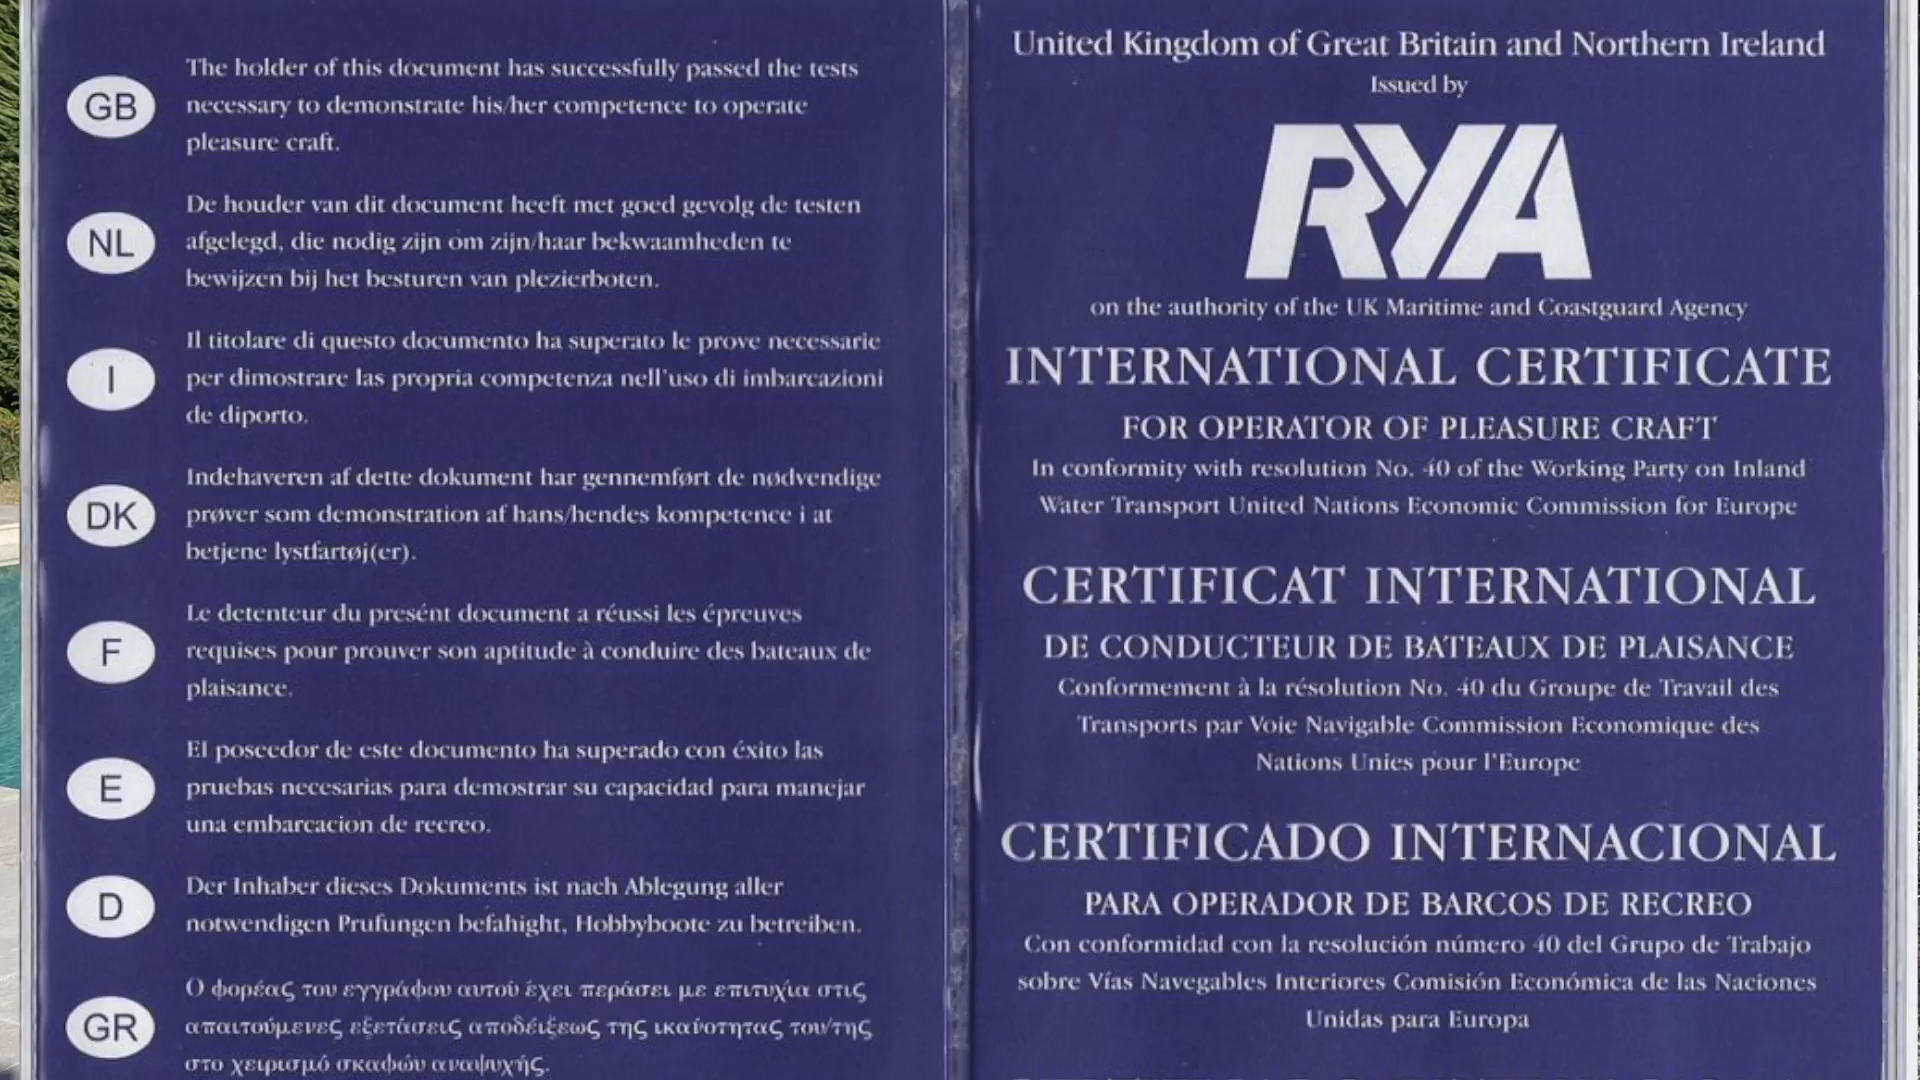 GB
The holder of this document has successfully passed the tests
necessary to demonstrate his/her competence to operate
pleasure craft.
NL
De houder van dit document heeft met goed gevolg de testen
afgelegd, die nodig zijn om zijn/haar bekwaamheden te
bewijzen bij het besturen van plezierboten.
I
Il titolare di questo documento ha superato le prove necessarie
per dimostrare las propria competenza nell'uso di imbarcazioni
de diporto.
DK
Indehaveren af dette dokument har gennemført de nødvendige
prøver som demonstration af hans/hendes kompetence i at
betjene lystfartøj(er).
F
Le detenteur du présént document a réussi les épreuves
requises pour prouver son aptitude à conduire des bateaux de
plaisance.
E
El poseedor de este documento ha superado con éxito las
pruebas necesarias para demostrar su capacidad para manejar
una embarcacion de recreo.
D
Der Inhaber dieses Dokuments ist nach Ablegung aller
notwendigen Prufungen befahight, Hobbyboote zu betreiben.
GR
Ο φορέας του εγγράφου αυτού έχει περάσει με επιτυχία στις
απαιτούμενες εξετάσεις αποδείξεως της ικανοτητας του/της
στο χειρισμό σκαφών αναψυχής.
United Kingdom of Great Britain and Northern Ireland
Issued by
RYA
on the authority of the UK Maritime and Coastguard Agency
INTERNATIONAL CERTIFICATE
FOR OPERATOR OF PLEASURE CRAFT
In conformity with resolution No. 40 of the Working Party on Inland
Water Transport United Nations Economic Commission for Europe
CERTIFICAT INTERNATIONAL
DE CONDUCTEUR DE BATEAUX DE PLAISANCE
Conformement à la résolution No. 40 du Groupe de Travail des
Transports par Voie Navigable Commission Economique des
Nations Unies pour l'Europe
CERTIFICADO INTERNACIONAL
PARA OPERADOR DE BARCOS DE RECREO
Con conformidad con la resolución número 40 del Grupo de Trabajo
sobre Vías Navegables Interiores Comisión Económica de las Naciones
Unidas para Europa